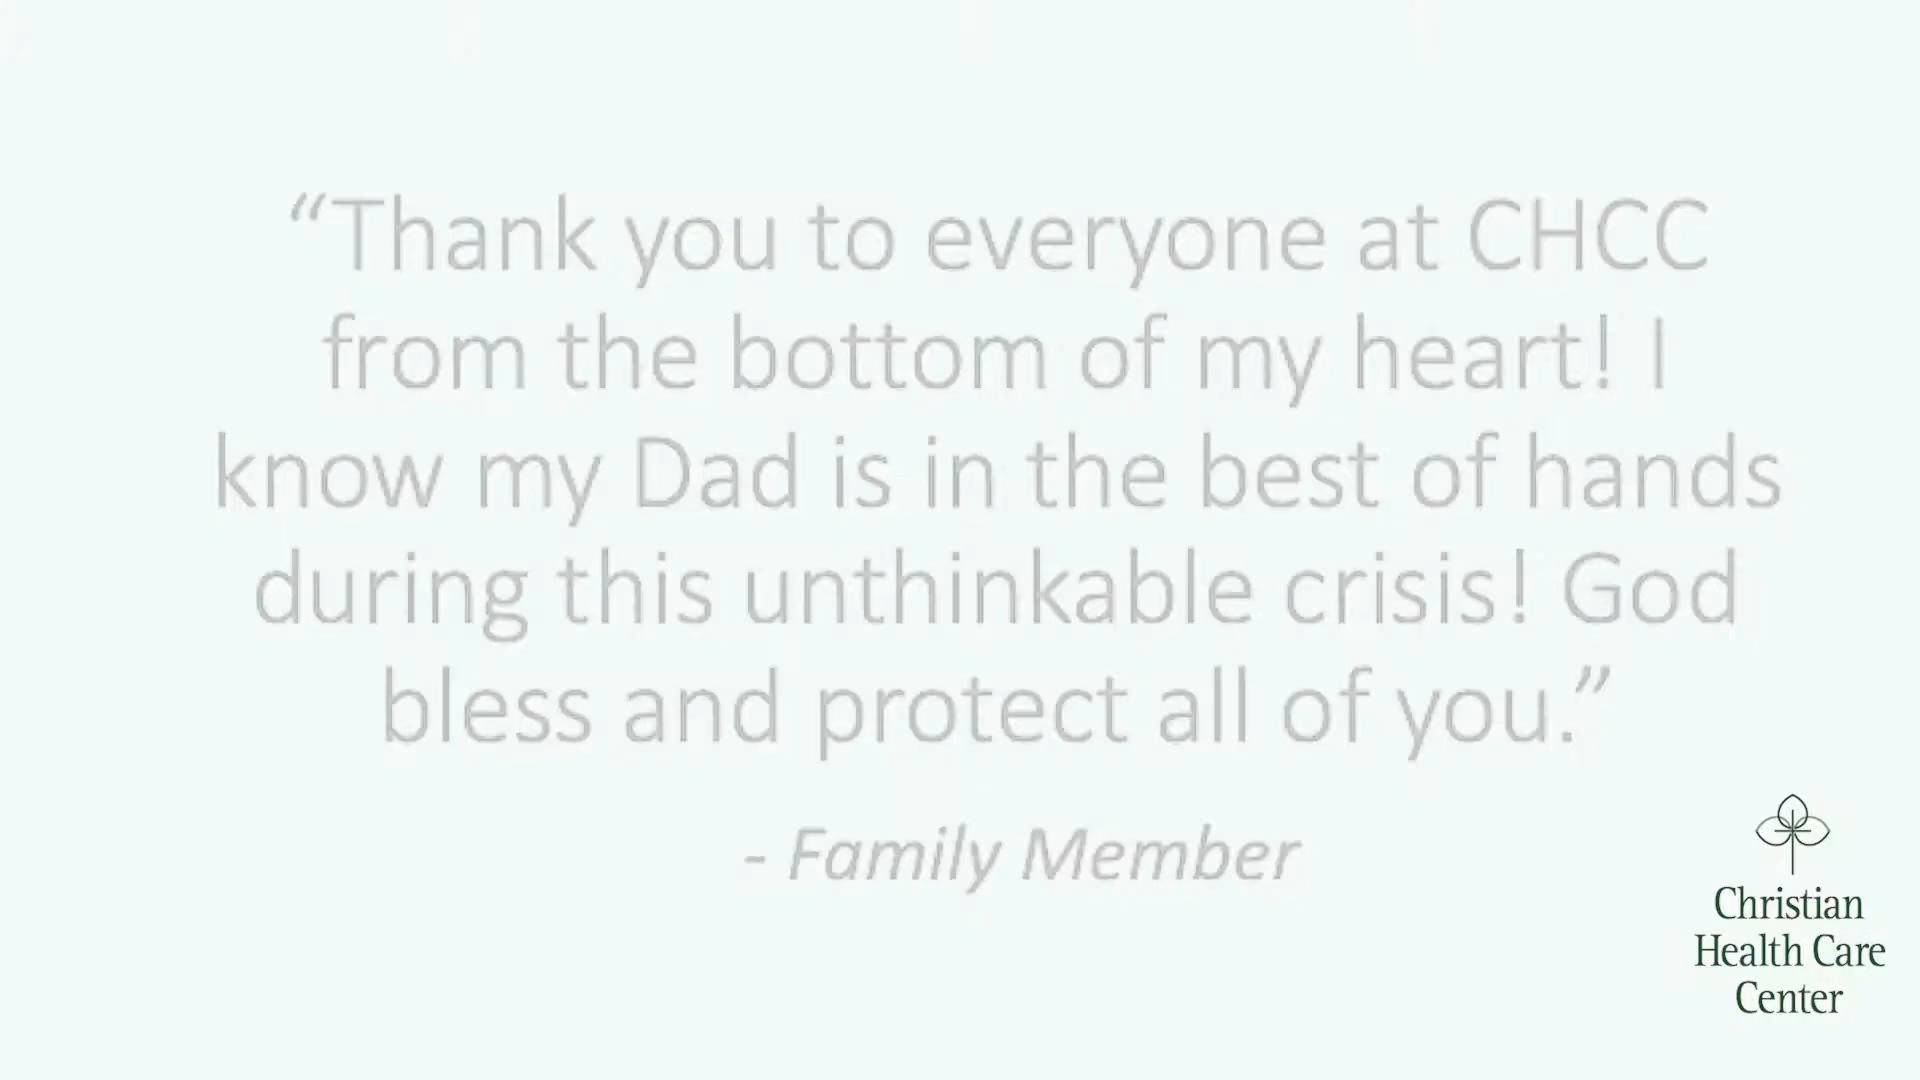 “Thank you to everyone at CHCC
from the bottom of my heart! I
know my Dad is in the best of hands
during this unthinkable crisis! God
bless and protect all of you.”
- Family Member
Christian
Health Care
Center